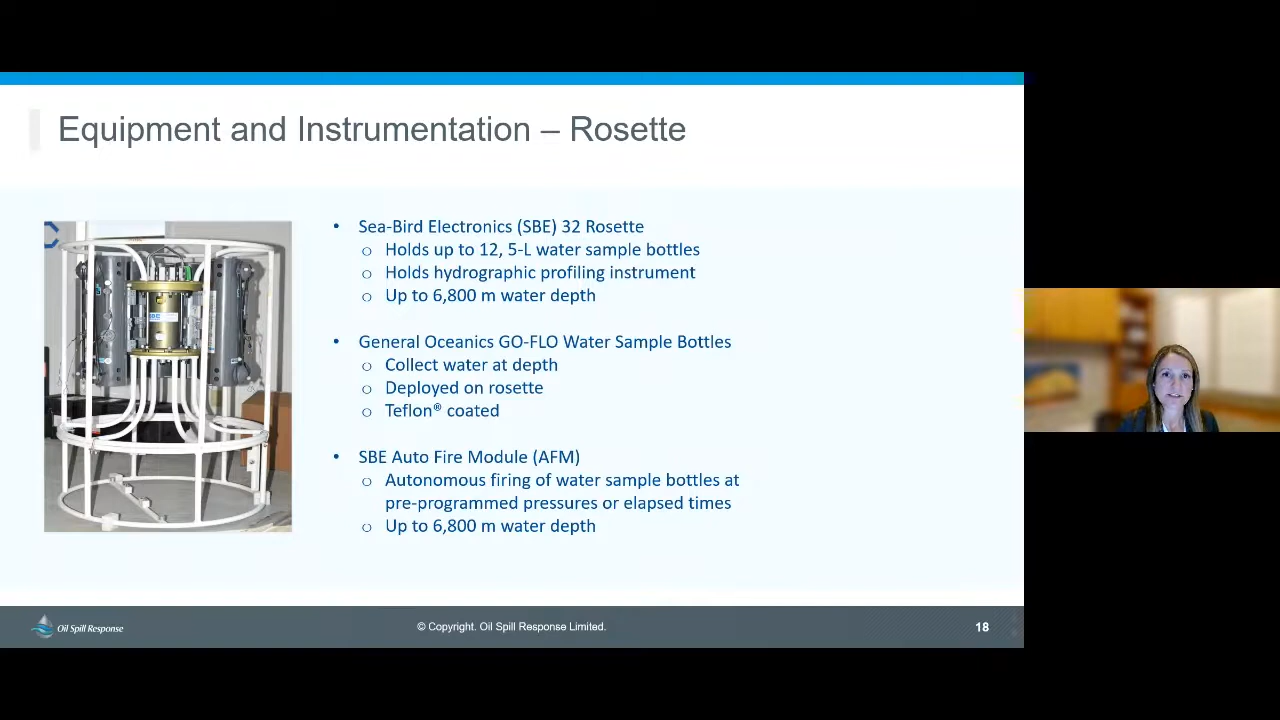 Equipment and Instrumentation – Rosette
• Sea-Bird Electronics (SBE) 32 Rosette
o Holds up to 12, 5-L water sample bottles
o Holds hydrographic profiling instrument
o Up to 6,800 m water depth
• General Oceanics GO-FLO Water Sample Bottles
o Collect water at depth
o Deployed on rosette
o Teflon® coated
• SBE Auto Fire Module (AFM)
o Autonomous firing of water sample bottles at
pre-programmed pressures or elapsed times
o Up to 6,800 m water depth
SBE
Oil Spill Response
© Copyright. Oil Spill Response Limited.
18